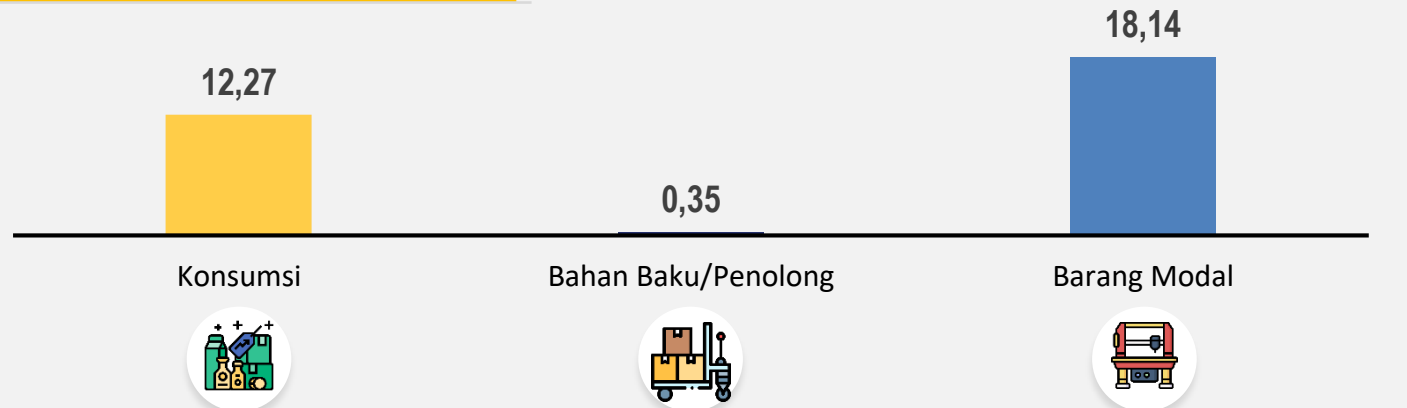 18,14
12,27
0,35
Konsumsi
Bahan Baku/Penolong
Barang Modal